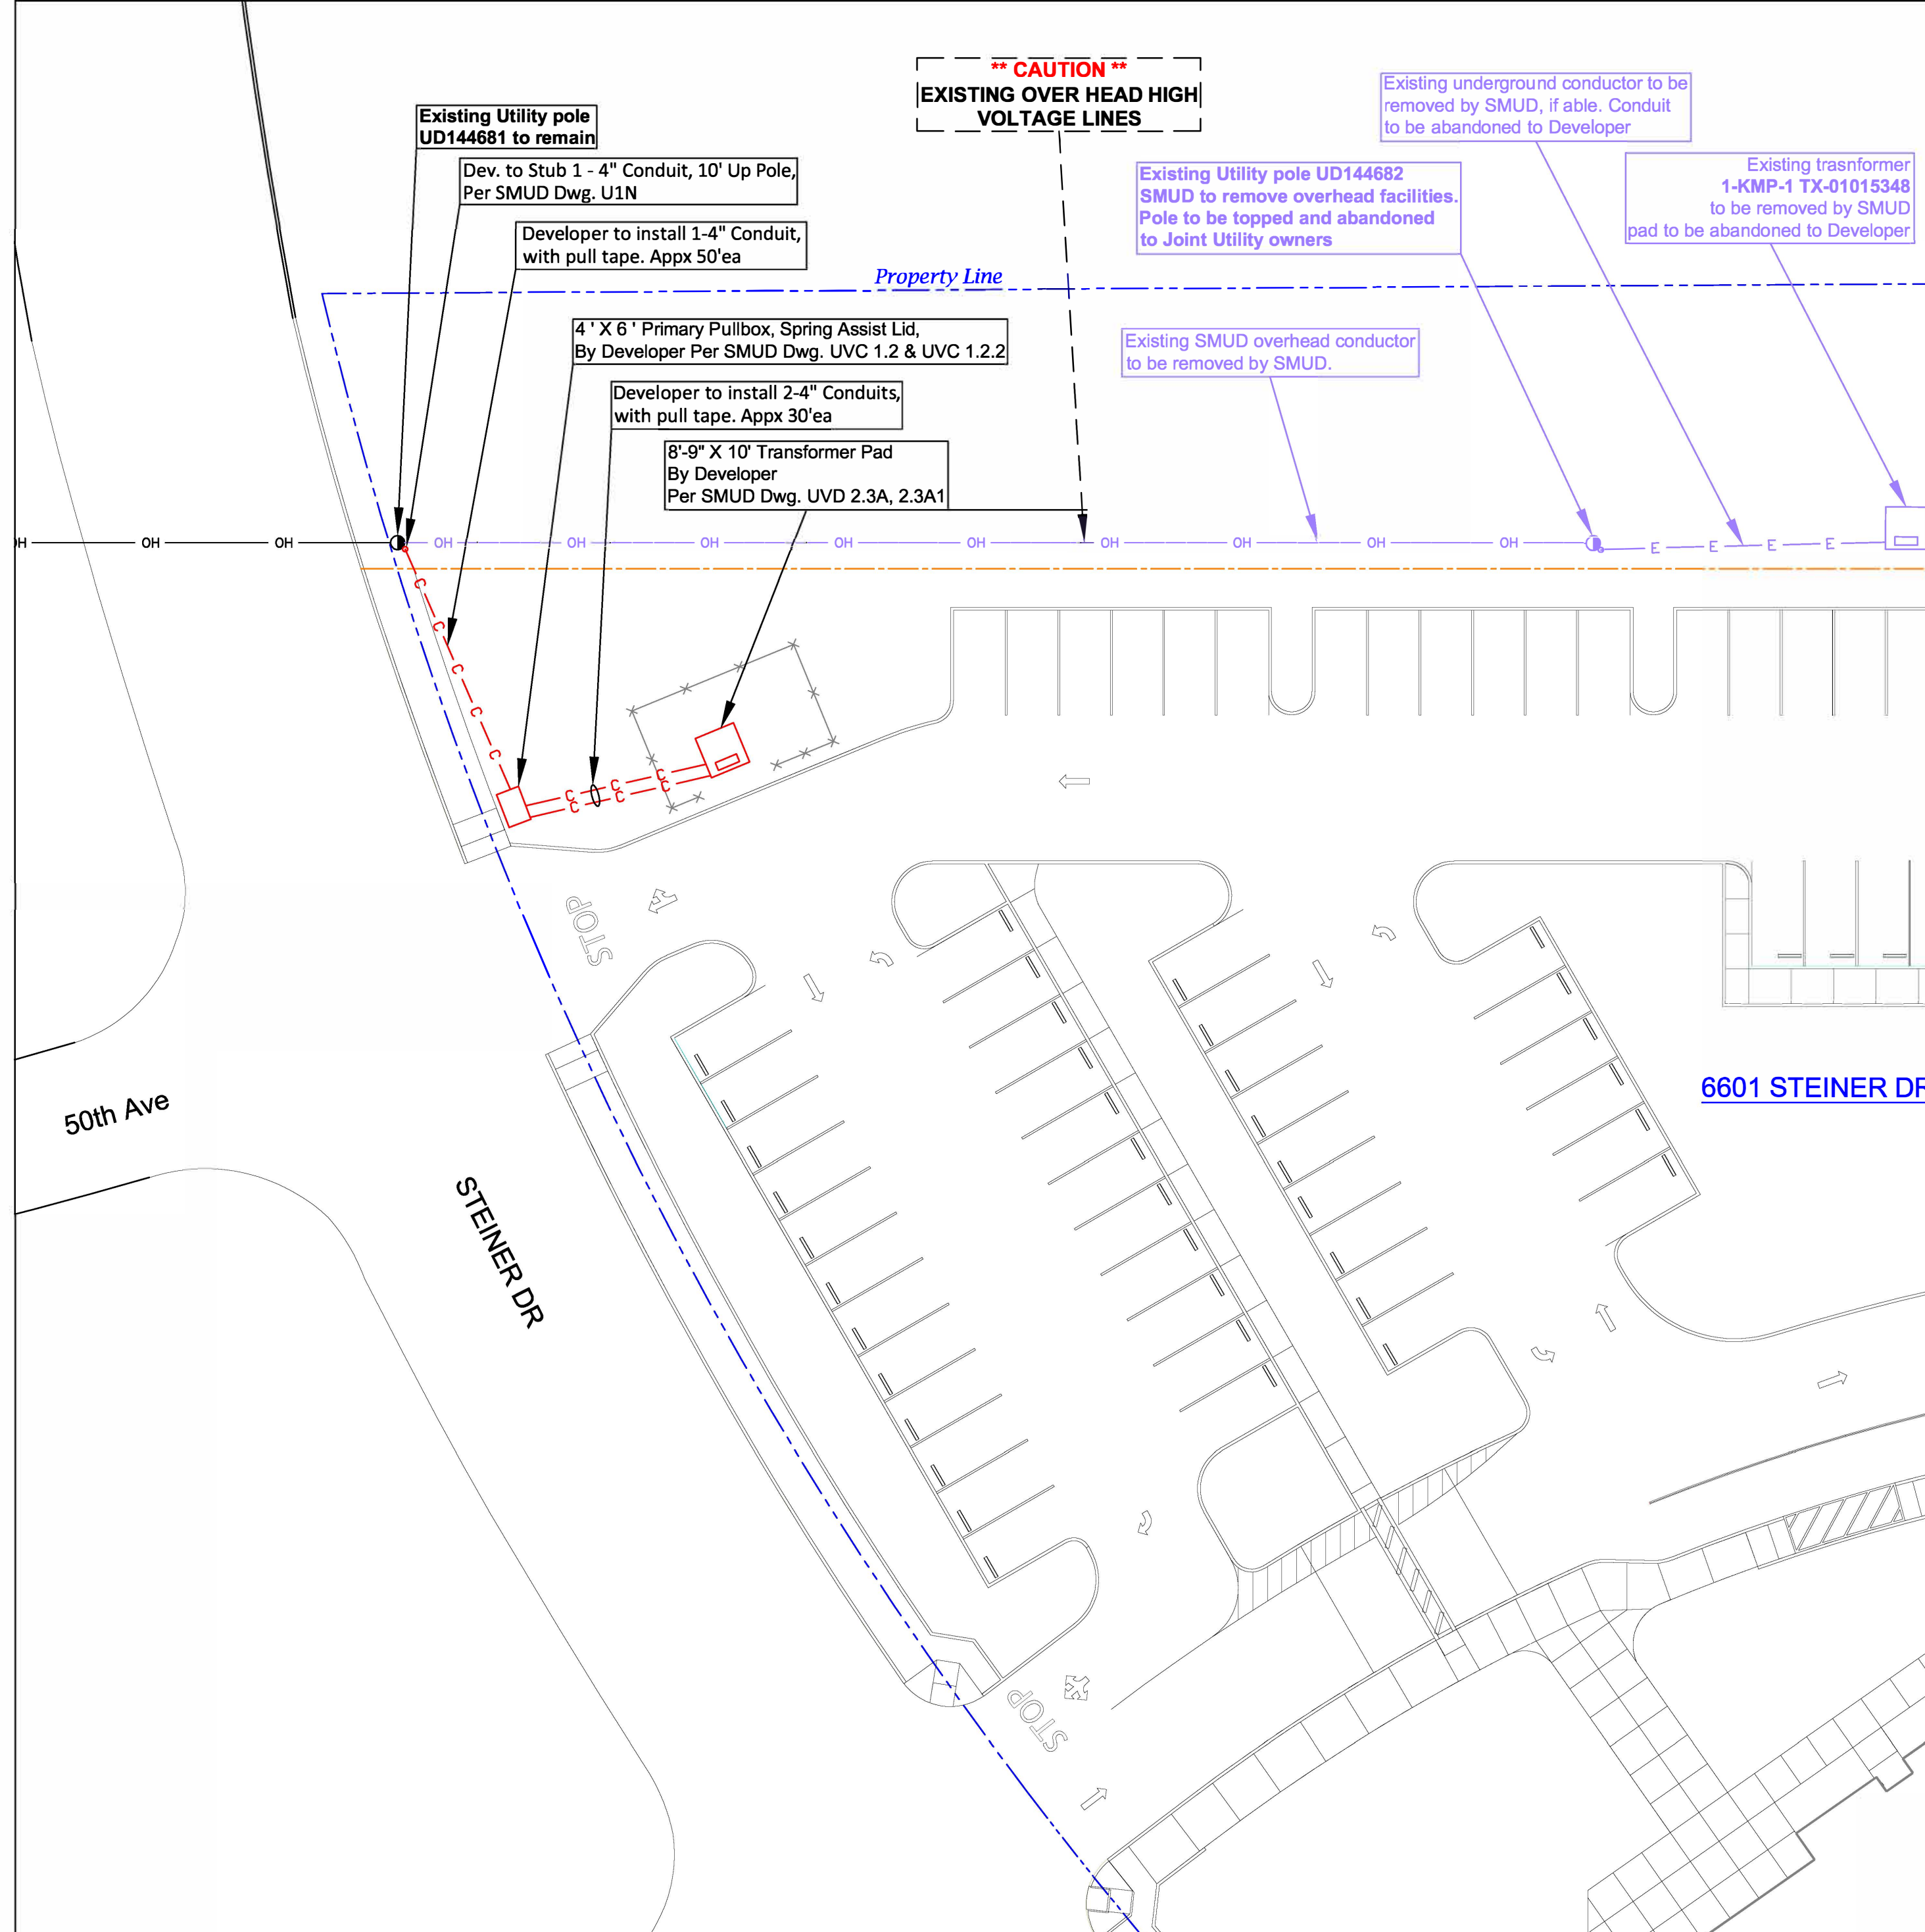 ** CAUTION **
EXISTING OVER HEAD HIGH
VOLTAGE LINES
Existing underground conductor to be
removed by SMUD, if able. Conduit
to be abandoned to Developer
Existing Utility pole
UD144681 to remain
Dev. to Stub 1 - 4" Conduit, 10' Up Pole,
Per SMUD Dwg. U1N
Existing Utility pole UD144682
SMUD to remove overhead facilities.
Pole to be topped and abandoned
to Joint Utility owners
Existing trasnformer
1-KMP-1 TX-01015348
to be removed by SMUD
pad to be abandoned to Developer
Developer to install 1-4" Conduit,
with pull tape. Appx 50'ea
Property Line
4 ' X 6 ' Primary Pullbox, Spring Assist Lid,
By Developer Per SMUD Dwg. UVC 1.2 & UVC 1.2.2
Existing SMUD overhead conductor
to be removed by SMUD.
Developer to install 2-4" Conduits,
with pull tape. Appx 30'ea
8'-9" X 10' Transformer Pad
By Developer
Per SMUD Dwg. UVD 2.3A, 2.3A1
OH OH OH OH OH OH OH OH OH OH OH OH E E E E
C
C
C
C
C
C C C
C C C
STOP
6601 STEINER DR
50th Ave
STEINER DR
STOP